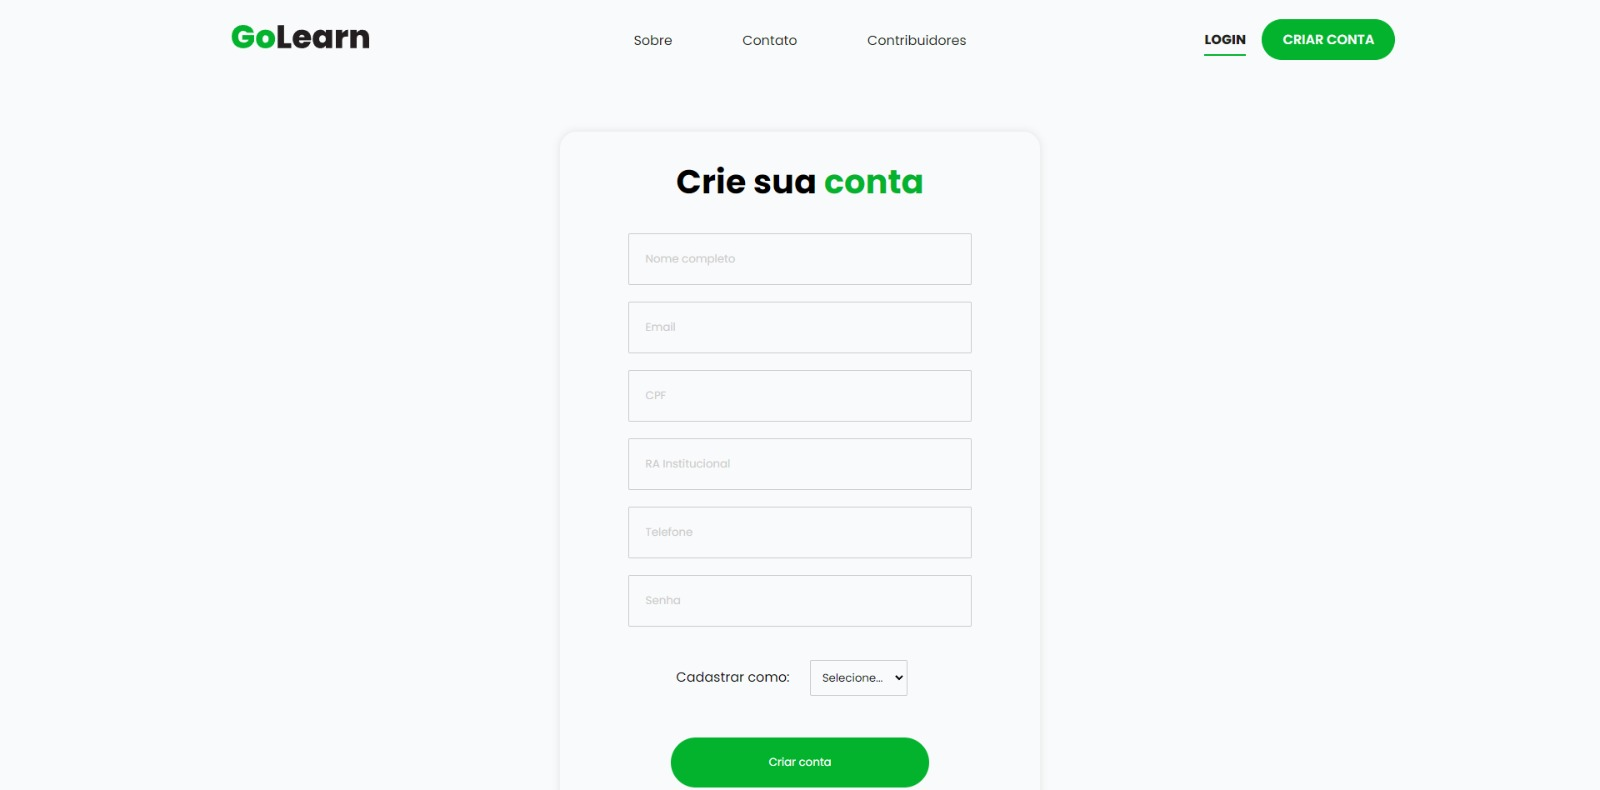 GoLearn
Sobre Contato Contribuidores
LOGIN CRIAR CONTA
Crie sua conta
Nome completo
Email
CPF
RA Institucional
Telefone
Senha
Cadastrar como: Selecione...
Criar conta